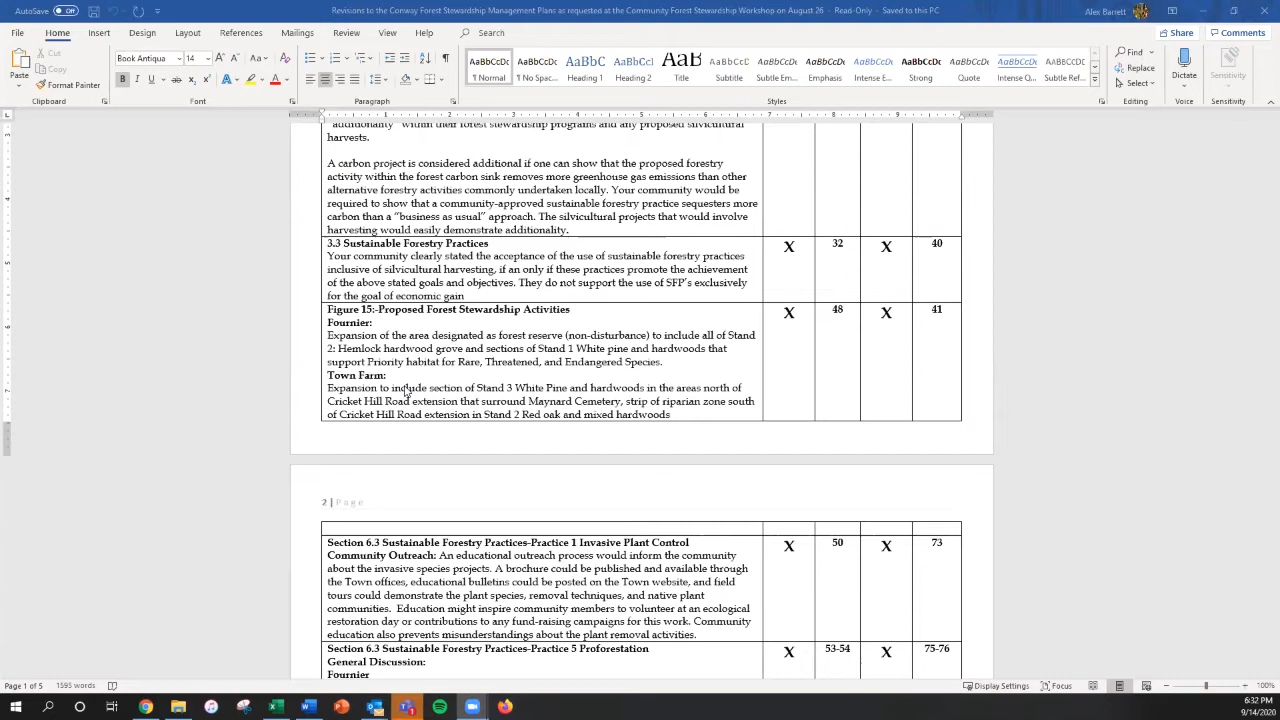 AutoSave Off
Revisions to the Conway Forest Stewardship Management Plans as requested at the Community Forest Stewardship Workshop on August 26 - Read-Only - Saved to this PC
Alex Barrett
File Home Insert Draw Design Layout References Mailings Review View Help Search Share Comments
Paste Cut Copy Format Painter
Book Antiqua 14
AaBbCcDc AaBbCcDc AaBbC AaBbCcC AaB AaBbCcD AaBbCcDc AaBbCcDc AaBbCcDc AaBbCcDc AaBbCcDc AaBbCcDc AaBbCcDc
¶ Normal ¶ No Spac... Heading 1 Heading 2 Title Subtitle Subtle Em... Emphasis Intense E... Strong Quote Intense Q... Subtle Ref...
Find Replace Select Dictate Sensitivity
Clipboard Font Paragraph Styles Editing Voice Sensitivity
"additionality" within their forest stewardship programs and any proposed silvicultural
harvests.
A carbon project is considered additional if one can show that the proposed forestry
activity within the forest carbon sink removes more greenhouse gas emissions than other
alternative forestry activities commonly undertaken locally. Your community would be
required to show that a community-approved sustainable forestry practice sequesters more
carbon than a "business as usual" approach. The silvicultural projects that would involve
harvesting would easily demonstrate additionality.
3.3 Sustainable Forestry Practices X 32 X 40
Your community clearly stated the acceptance of the use of sustainable forestry practices
inclusive of silvicultural harvesting, if an only if these practices promote the achievement
of the above stated goals and objectives. They do not support the use of SFP's exclusively
for the goal of economic gain
Figure 15:-Proposed Forest Stewardship Activities X 48 X 41
Fournier:
Expansion of the area designated as forest reserve (non-disturbance) to include all of Stand
2: Hemlock hardwood grove and sections of Stand 1 White pine and hardwoods that
support Priority habitat for Rare, Threatened, and Endangered Species.
Town Farm:
Expansion to include section of Stand 3 White Pine and hardwoods in the areas north of
Cricket Hill Road extension that surround Maynard Cemetery, strip of riparian zone south
of Cricket Hill Road extension in Stand 2 Red oak and mixed hardwoods
2 | Page
Section 6.3 Sustainable Forestry Practices-Practice 1 Invasive Plant Control X 50 X 73
Community Outreach: An educational outreach process would inform the community
about the invasive species projects. A brochure could be published and available through
the Town offices, educational bulletins could be posted on the Town website, and field
tours could demonstrate the plant species, removal techniques, and native plant
communities. Education might inspire community members to volunteer at an ecological
restoration day or contributions to any fund-raising campaigns for this work. Community
education also prevents misunderstandings about the plant removal activities.
Section 6.3 Sustainable Forestry Practices-Practice 5 Proforestation X 53-54 X 75-76
General Discussion:
Fournier
Page 1 of 5 1595 words Display Settings Focus 100%
6:32 PM
9/14/2020